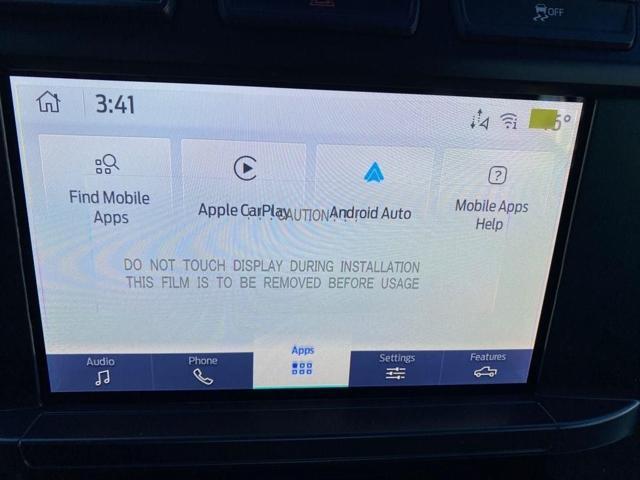 OFF
3:41
Find Mobile
Apps
Apple CarPlay
Android Auto
Mobile Apps
Help
CAUTION
DO NOT TOUCH DISPLAY DURING INSTALLATION
THIS FILM IS TO BE REMOVED BEFORE USAGE
Audio
Phone
Apps
Settings
Features